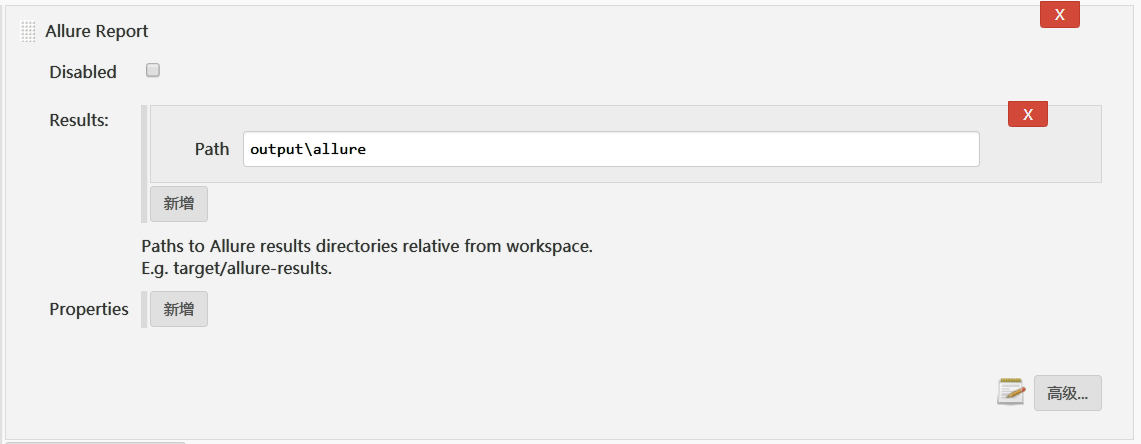 X
Allure Report
Disabled
X
Results:
Path output\allure
新增
Paths to Allure results directories relative from workspace.
E.g. target/allure-results.
Properties 新增
高级...